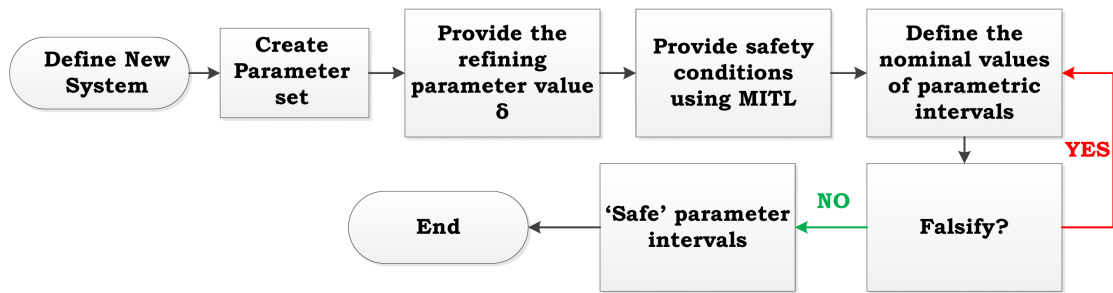 Define New
System
Create
Parameter
set
Provide the
refining
parameter value
δ
Provide safety
conditions
using MITL
Define the
nominal values
of parametric
intervals
YES
Falsify?
NO
‘Safe’ parameter
intervals
End